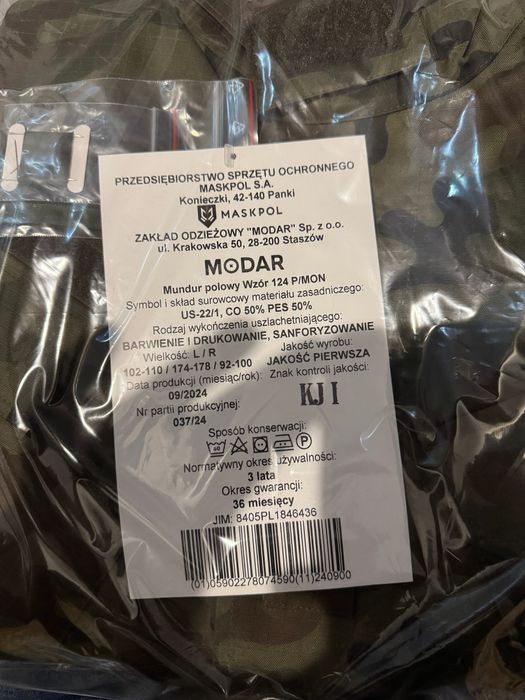 PRZEDSIĘBIORSTWO SPRZĘTU OCHRONNEGO
MASKPOL S.A.
Konieczki, 42-140 Panki
MASKPOL
ZAKŁAD ODZIEŻOWY "MODAR" Sp. z o.o.
ul. Krakowska 50, 28-200 Staszów
MODAR
Mundur polowy Wzór 124 P/MON
Symbol i skład surowcowy materiału zasadniczego:
US-22/1, CO 50% PES 50%
Rodzaj wykończenia uszlachetniającego:
BARWIENIE I DRUKOWANIE, SANFORYZOWANIE
Wielkość: L / R
102-110 / 174-178 / 92-100
Jakość wyrobu:
JAKOŚĆ PIERWSZA
Data produkcji (miesiąc/rok):
09/2024
Znak kontroli jakości:
KJ I
Nr partii produkcyjnej:
037/24
Sposób konserwacji:
60 P
Normatywny okres używalności:
3 lata
Okres gwarancji:
36 miesięcy
JIM: 8405PL1846436
(01)05902278074590(11)240900